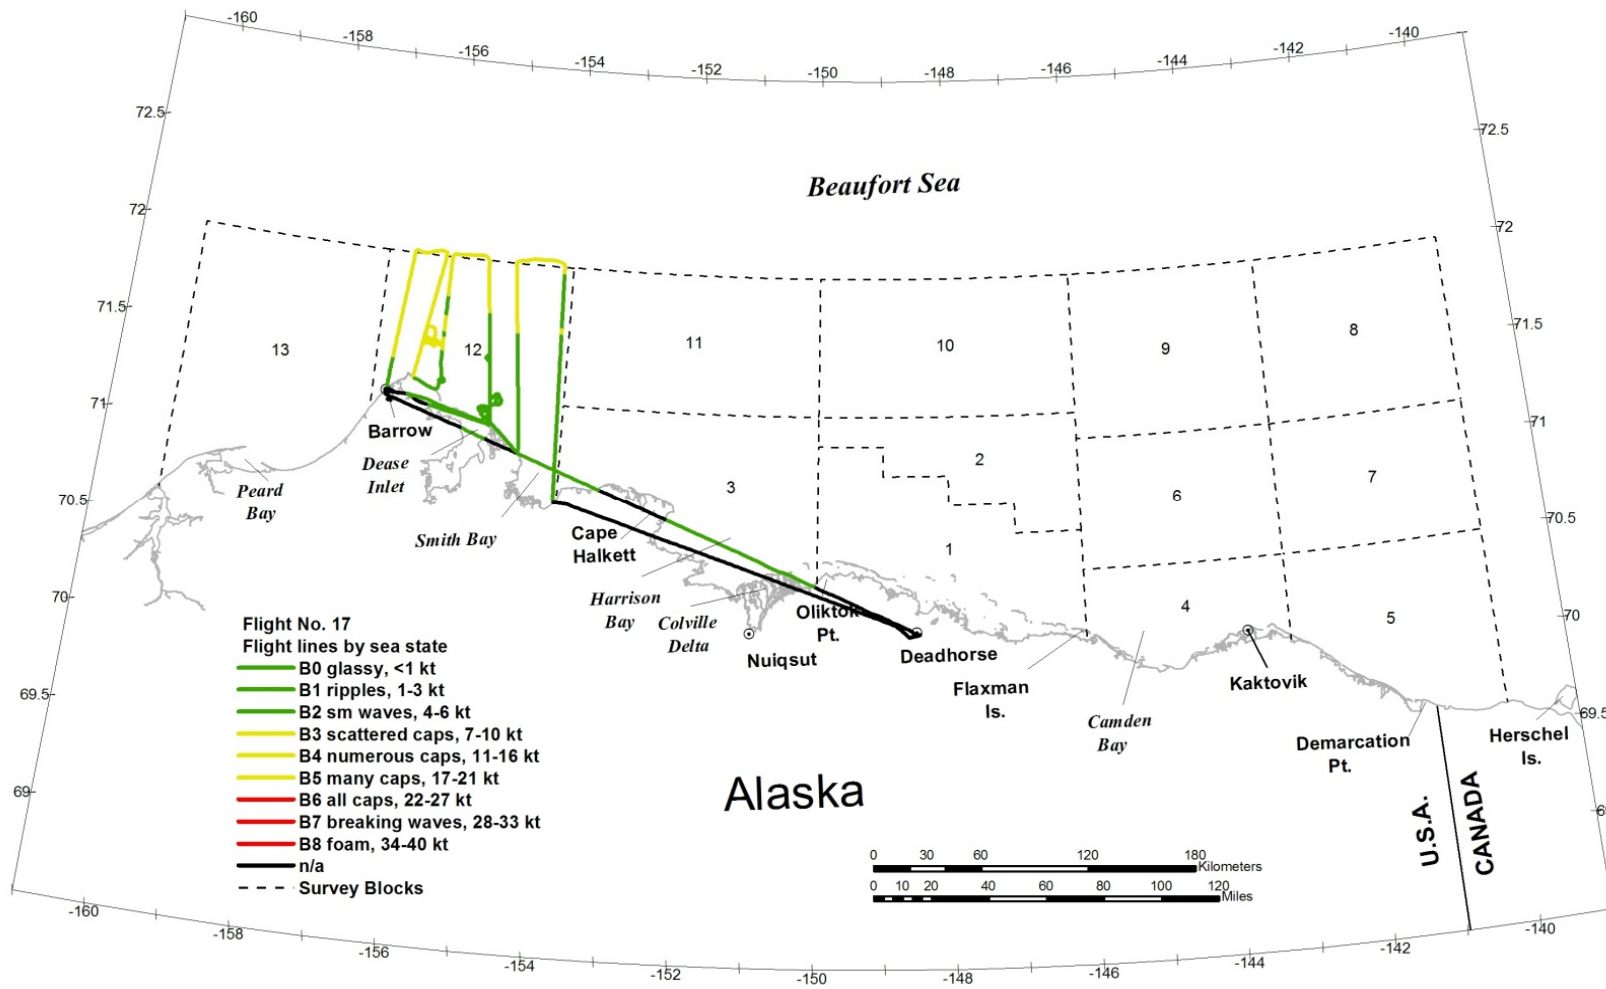 -160
-158
-156
-154
-152
-150
-148
-146
-144
-142
-140
72.5
72
71.5
71
70.5
70
69.5
69
72.5
72
71.5
71
70.5
70
69.5
6
Beaufort Sea
13
12
11
10
9
8
3
2
1
6
7
4
5
Barrow
Dease
Inlet
Peard
Bay
Smith Bay
Cape
Halkett
Harrison
Bay
Colville
Delta
Oliktok
Pt.
Nuiqsut
Deadhorse
Flaxman
Is.
Camden
Bay
Kaktovik
Demarcation
Pt.
Herschel
Is.
Alaska
U.S.A.
CANADA
Flight No. 17
Flight lines by sea state
B0 glassy, <1 kt
B1 ripples, 1-3 kt
B2 sm waves, 4-6 kt
B3 scattered caps, 7-10 kt
B4 numerous caps, 11-16 kt
B5 many caps, 17-21 kt
B6 all caps, 22-27 kt
B7 breaking waves, 28-33 kt
B8 foam, 34-40 kt
n/a
Survey Blocks
0 30 60 120 180
Kilometers
0 10 20 40 60 80 100 120
Miles
-160
-158
-156
-154
-152
-150
-148
-146
-144
-142
-140